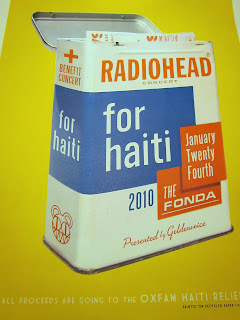 +
BENEFIT
CONCERT
for
haiti
RADIOHEAD
CONCERT
for
haiti
2010
January
Twenty
Fourth
THE
FONDA
Presented by Goldenvoice
ALL PROCEEDS ARE GOING TO THE OXFAM HAITI RELIE